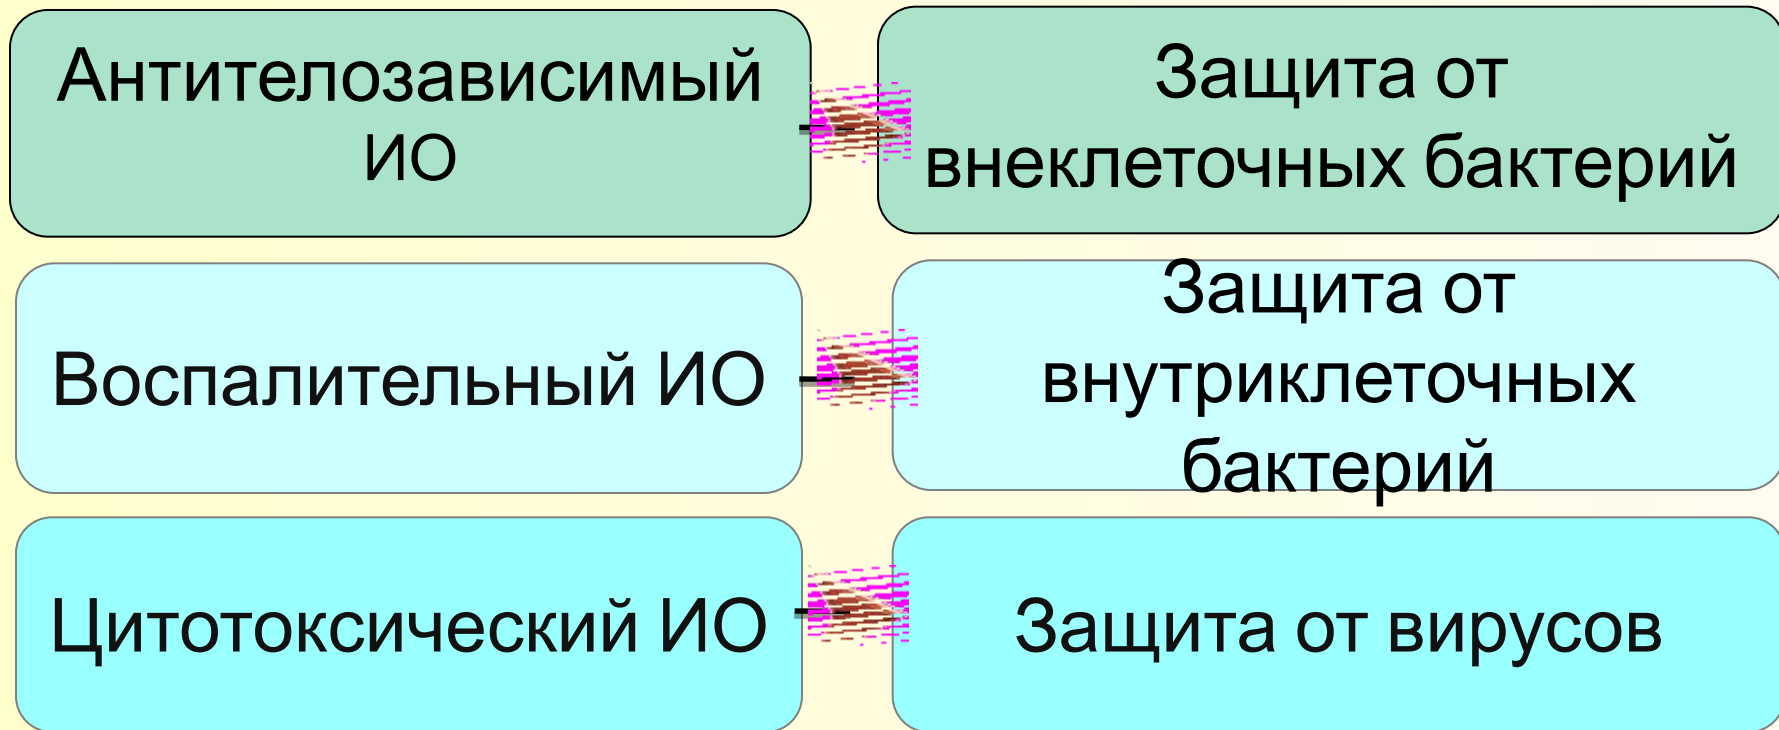 Антителозависимый
ИО
Защита от
внеклеточных бактерий
Воспалительный ИО
Защита от
внутриклеточных
бактерий
Цитотоксический ИО
Защита от вирусов